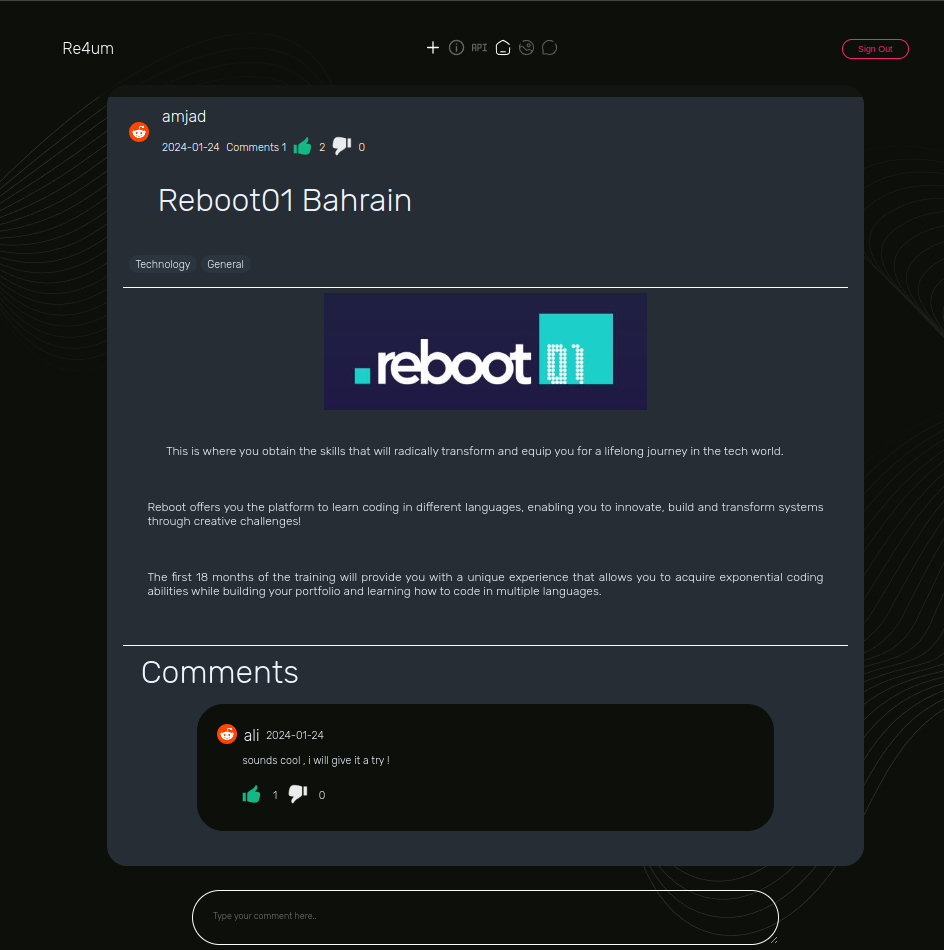 Re4um
API
Sign Out
amjad
2024-01-24 Comments 1 2 0
Reboot01 Bahrain
Technology General
.reboot 01
This is where you obtain the skills that will radically transform and equip you for a lifelong journey in the tech world.
Reboot offers you the platform to learn coding in different languages, enabling you to innovate, build and transform systems
through creative challenges!
The first 18 months of the training will provide you with a unique experience that allows you to acquire exponential coding
abilities while building your portfolio and learning how to code in multiple languages.
Comments
ali 2024-01-24
sounds cool , i will give it a try !
1 0
Type your comment here..